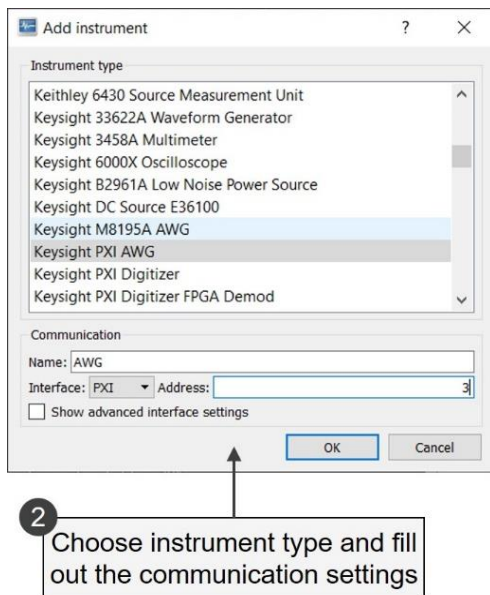 Add instrument
?
Instrument type
Keithley 6430 Source Measurement Unit
Keysight 33622A Waveform Generator
Keysight 3458A Multimeter
Keysight 6000X Oscilloscope
Keysight B2961A Low Noise Power Source
Keysight DC Source E36100
Keysight M8195A AWG
Keysight PXI AWG
Keysight PXI Digitizer
Keysight PXI Digitizer FPGA Demod
Communication
Name: AWG
Interface: PXI Address: 3
Show advanced interface settings
OK Cancel
2
Choose instrument type and fill
out the communication settings